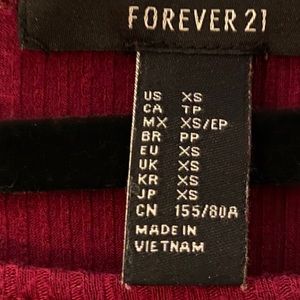 FOREVER 21
US XS
CA TP
MX XS/EP
BR PP
EU XS
UK XS
KR XS
JP XS
CN 155/80A
MADE IN
VIETNAM